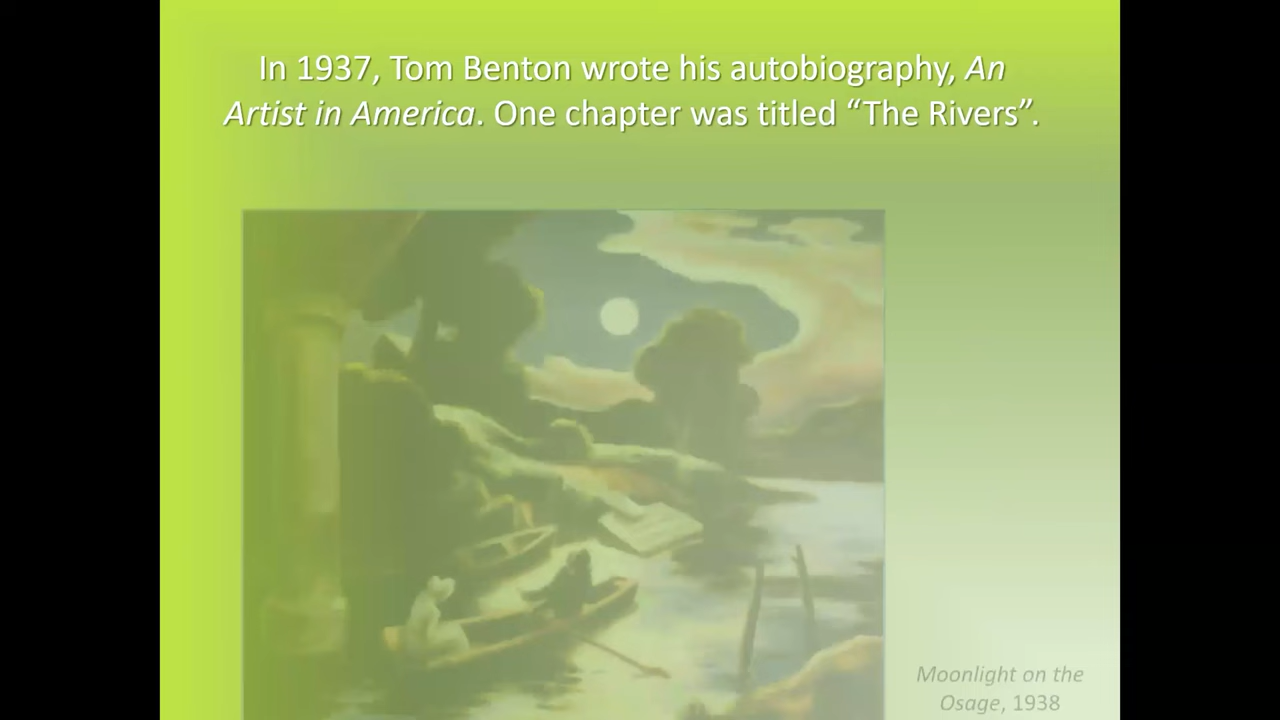 In 1937, Tom Benton wrote his autobiography, An
Artist in America. One chapter was titled “The Rivers”.
Moonlight on the
Osage, 1938